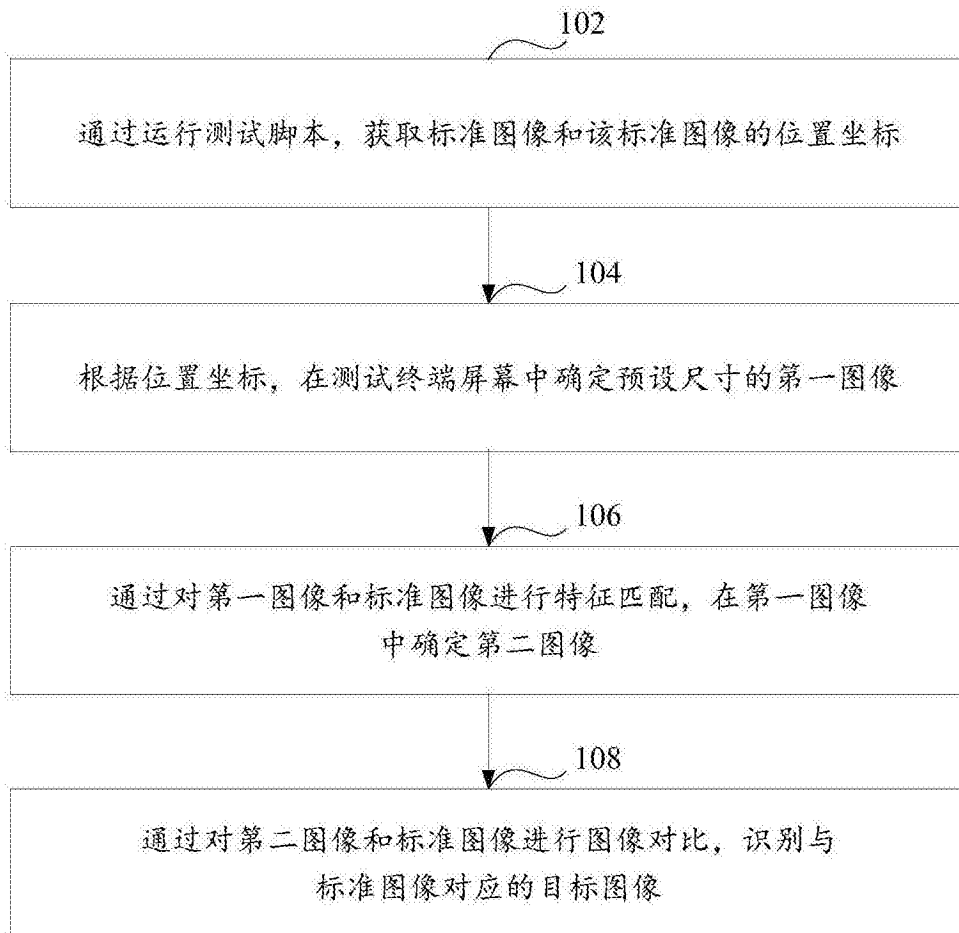 102
通过运行测试脚本，获取标准图像和该标准图像的位置坐标
104
根据位置坐标，在测试终端屏幕中确定预设尺寸的第一图像
106
通过对第一图像和标准图像进行特征匹配，在第一图像
中确定第二图像
108
通过对第二图像和标准图像进行图像对比，识别与
标准图像对应的目标图像